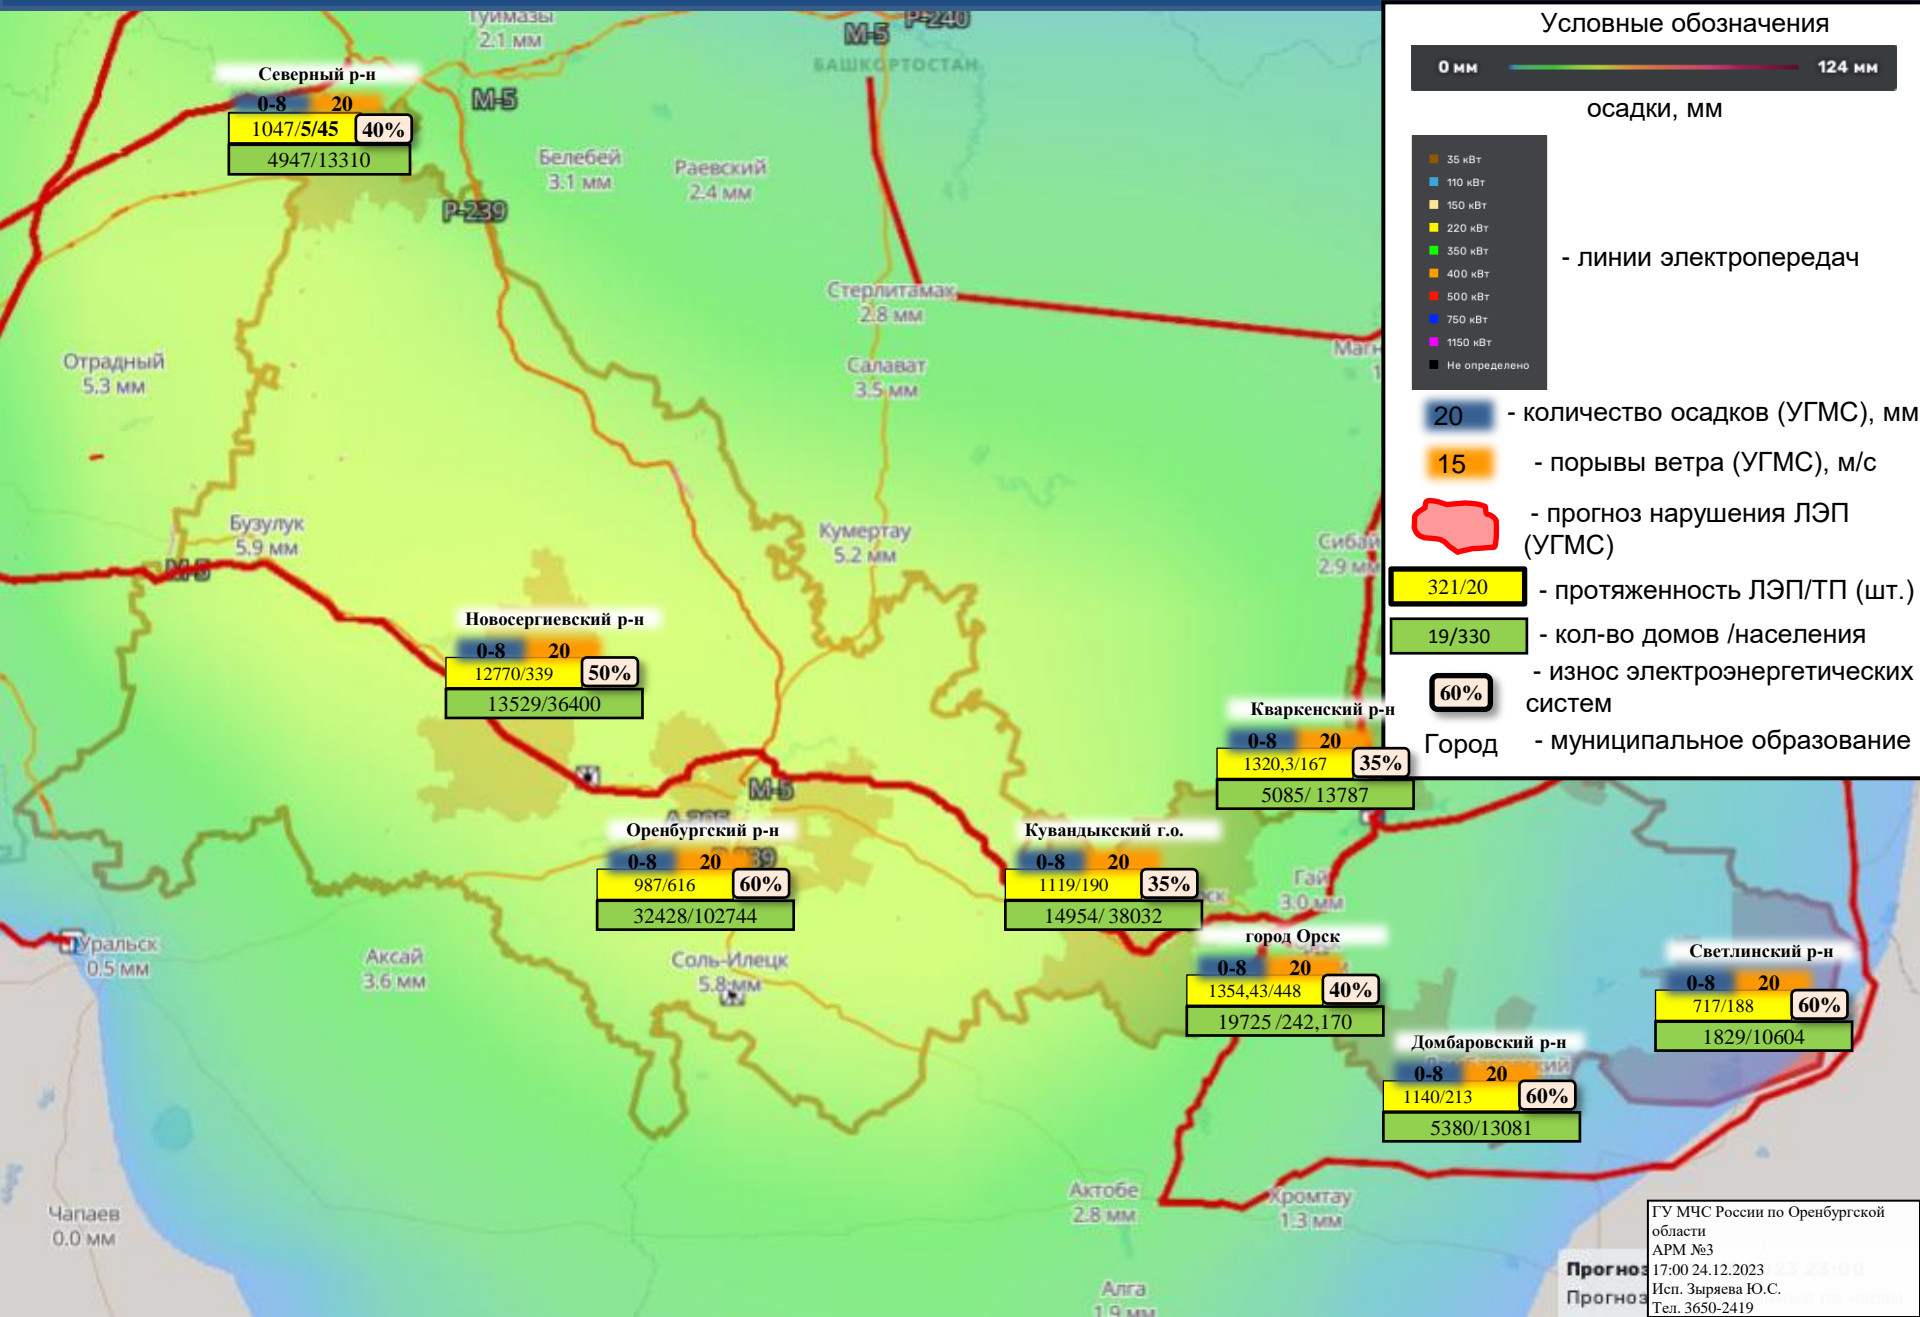 Туймазы
2.1 мм
М-5
Р-240
БАШКОРТОСТАН
Северный р-н
0-8 20
1047/5/45 40%
4947/13310
М-5
Белебей
3.1 мм
Раевский
2.4 мм
Р-239
Стерлитамак
2.8 мм
Отрадный
5.3 мм
Салават
3.5 мм
Магн
Бузулук
5.9 мм
М-5
Кумертау
5.2 мм
Сибай
2.9 мм
Новосергиевский р-н
0-8 20
12770/339 50%
13529/36400
Кваркенский р-н
0-8 20
1320,3/167 35%
5085/ 13787
М-5
Оренбургский р-н
0-8 20
987/616 60%
32428/102744
Кувандыкский г.о.
0-8 20
1119/190 35%
14954/ 38032
Гай
3.0 мм
город Орск
0-8 20
1354,43/448 40%
19725 /242,170
Светлинский р-н
0-8 20
717/188 60%
1829/10604
Домбаровский р-н
0-8 20
1140/213 60%
5380/13081
Уральск
0.5 мм
Аксай
3.6 мм
Соль-Илецк
5.8 мм
Актобе
2.8 мм
Хромтау
1.3 мм
Чапаев
0.0 мм
Алга
1.9 мм
Условные обозначения
0 мм 124 мм
осадки, мм
35 кВт
110 кВт
150 кВт
220 кВт
350 кВт
400 кВт
500 кВт
750 кВт
1150 кВт
Не определено
- линии электропередач
20 - количество осадков (УГМС), мм
15 - порывы ветра (УГМС), м/с
- прогноз нарушения ЛЭП
(УГМС)
321/20 - протяженность ЛЭП/ТП (шт.)
19/330 - кол-во домов /населения
60% - износ электроэнергетических
систем
Город - муниципальное образование
Прогноз
Прогноз
ГУ МЧС России по Оренбургской
области
АРМ №3
17:00 24.12.2023
Исп. Зыряева Ю.С.
Тел. 3650-2419